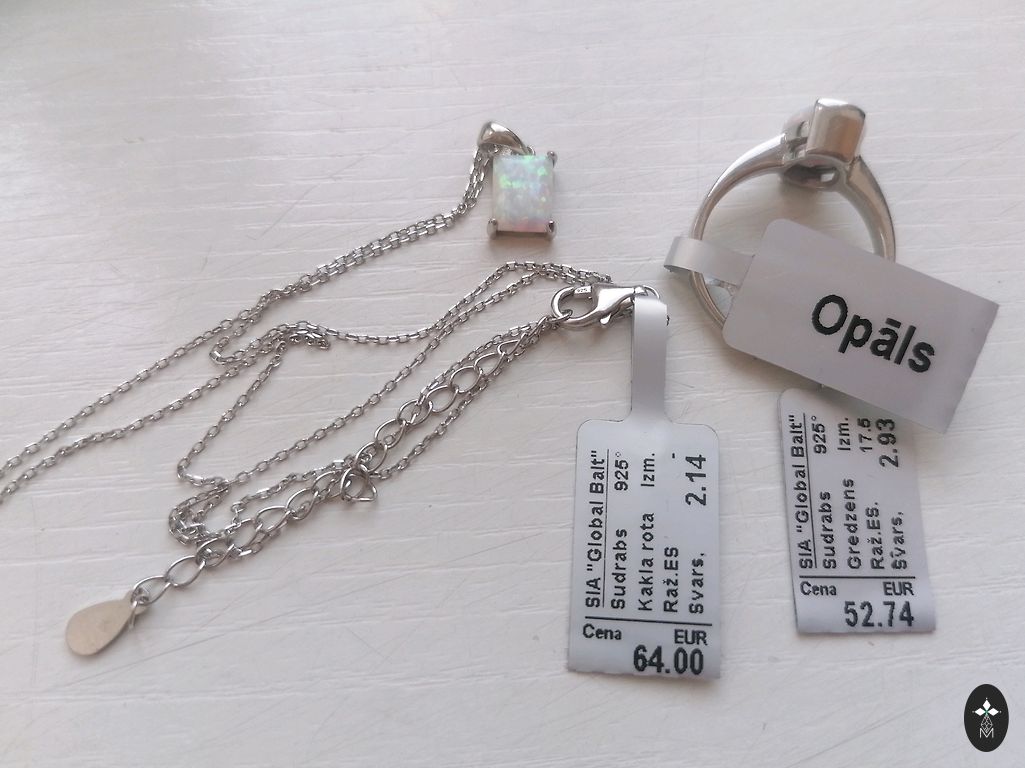 925
Opāls
SIA "Global Balt"
Sudrabs 925°
Kakla rota Izm. -
Raž.ES
Svars, 2.14
Cena EUR
64.00
SIA "Global Balt"
Sudrabs 925°
Gredzens Izm.
Raž.ES. 17.5
Svars, 2.93
Cena EUR
52.74
M